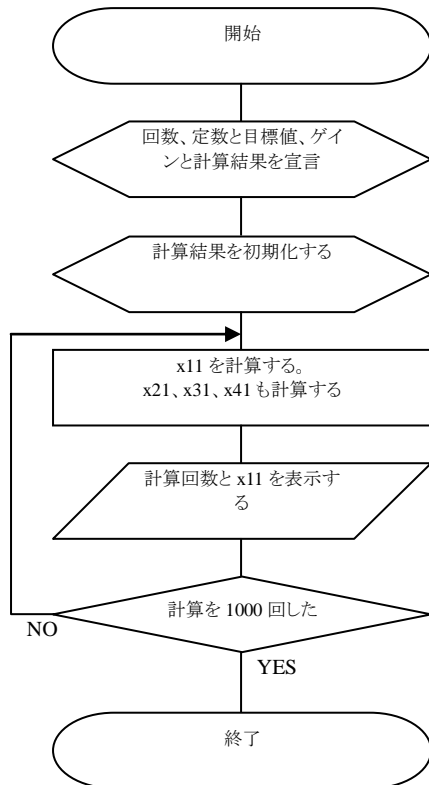 開始
回数、定数と目標値、ゲイ
ンと計算結果を宣言
計算結果を初期化する
x11 を計算する。
x21、x31、x41 も計算する
計算回数と x11 を表示す
る
計算を 1000 回した
NO
YES
終了